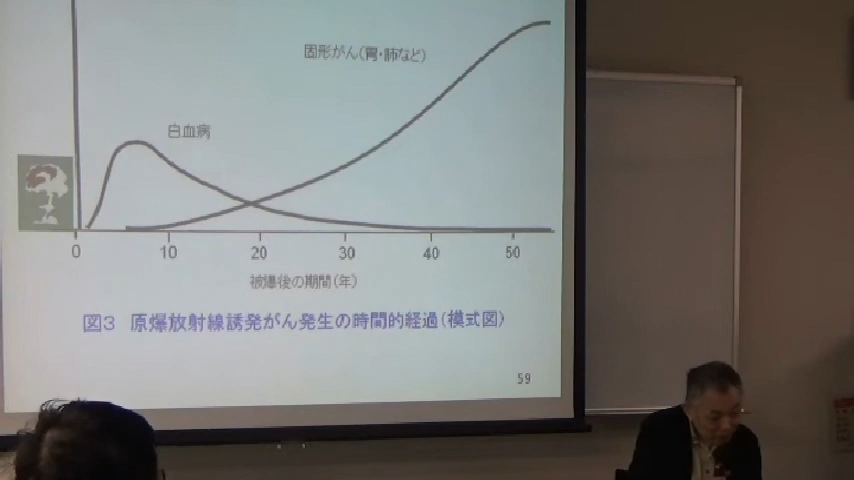 固形がん(胃・肺など)
白血病
0 10 20 30 40 50
被爆後の期間(年)
図3 原爆放射線誘発がん発生の時間的経過(模式図)
59